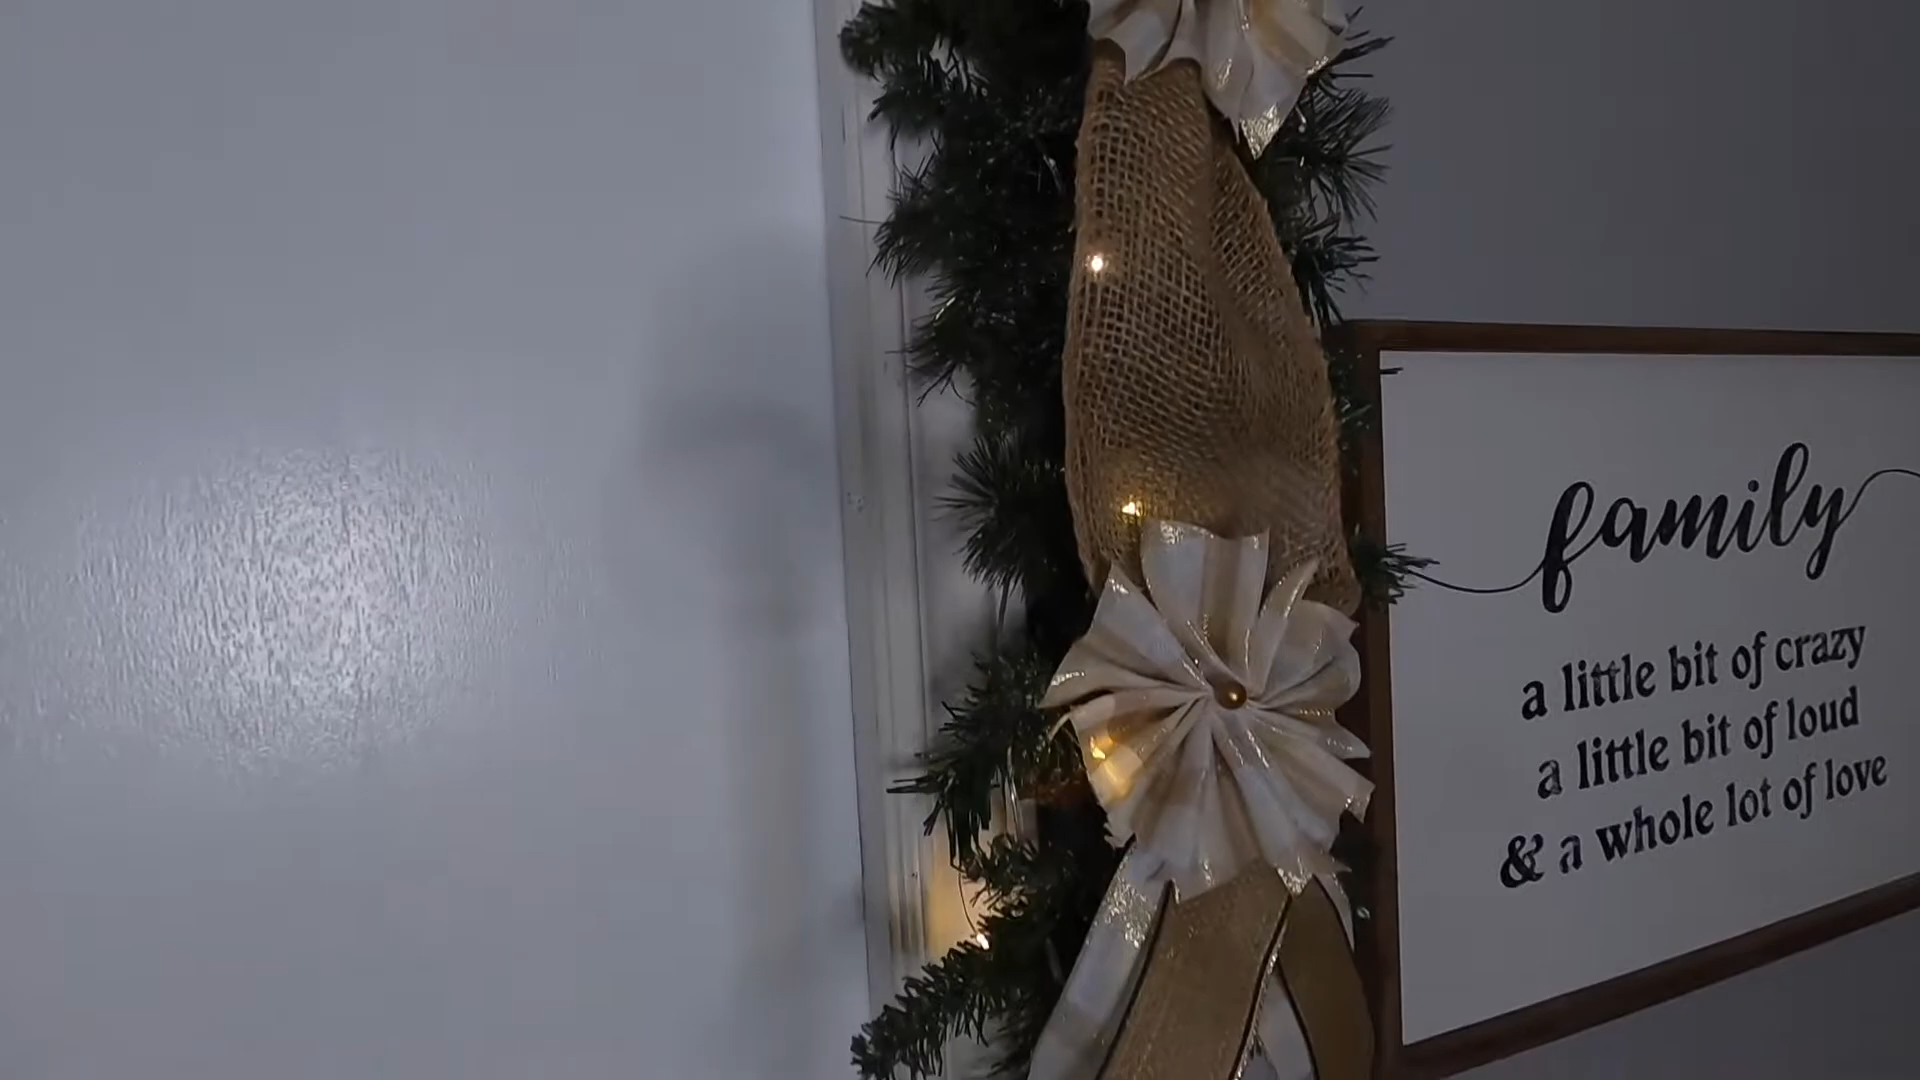 family
a little bit of crazy
a little bit of loud
& a whole lot of love